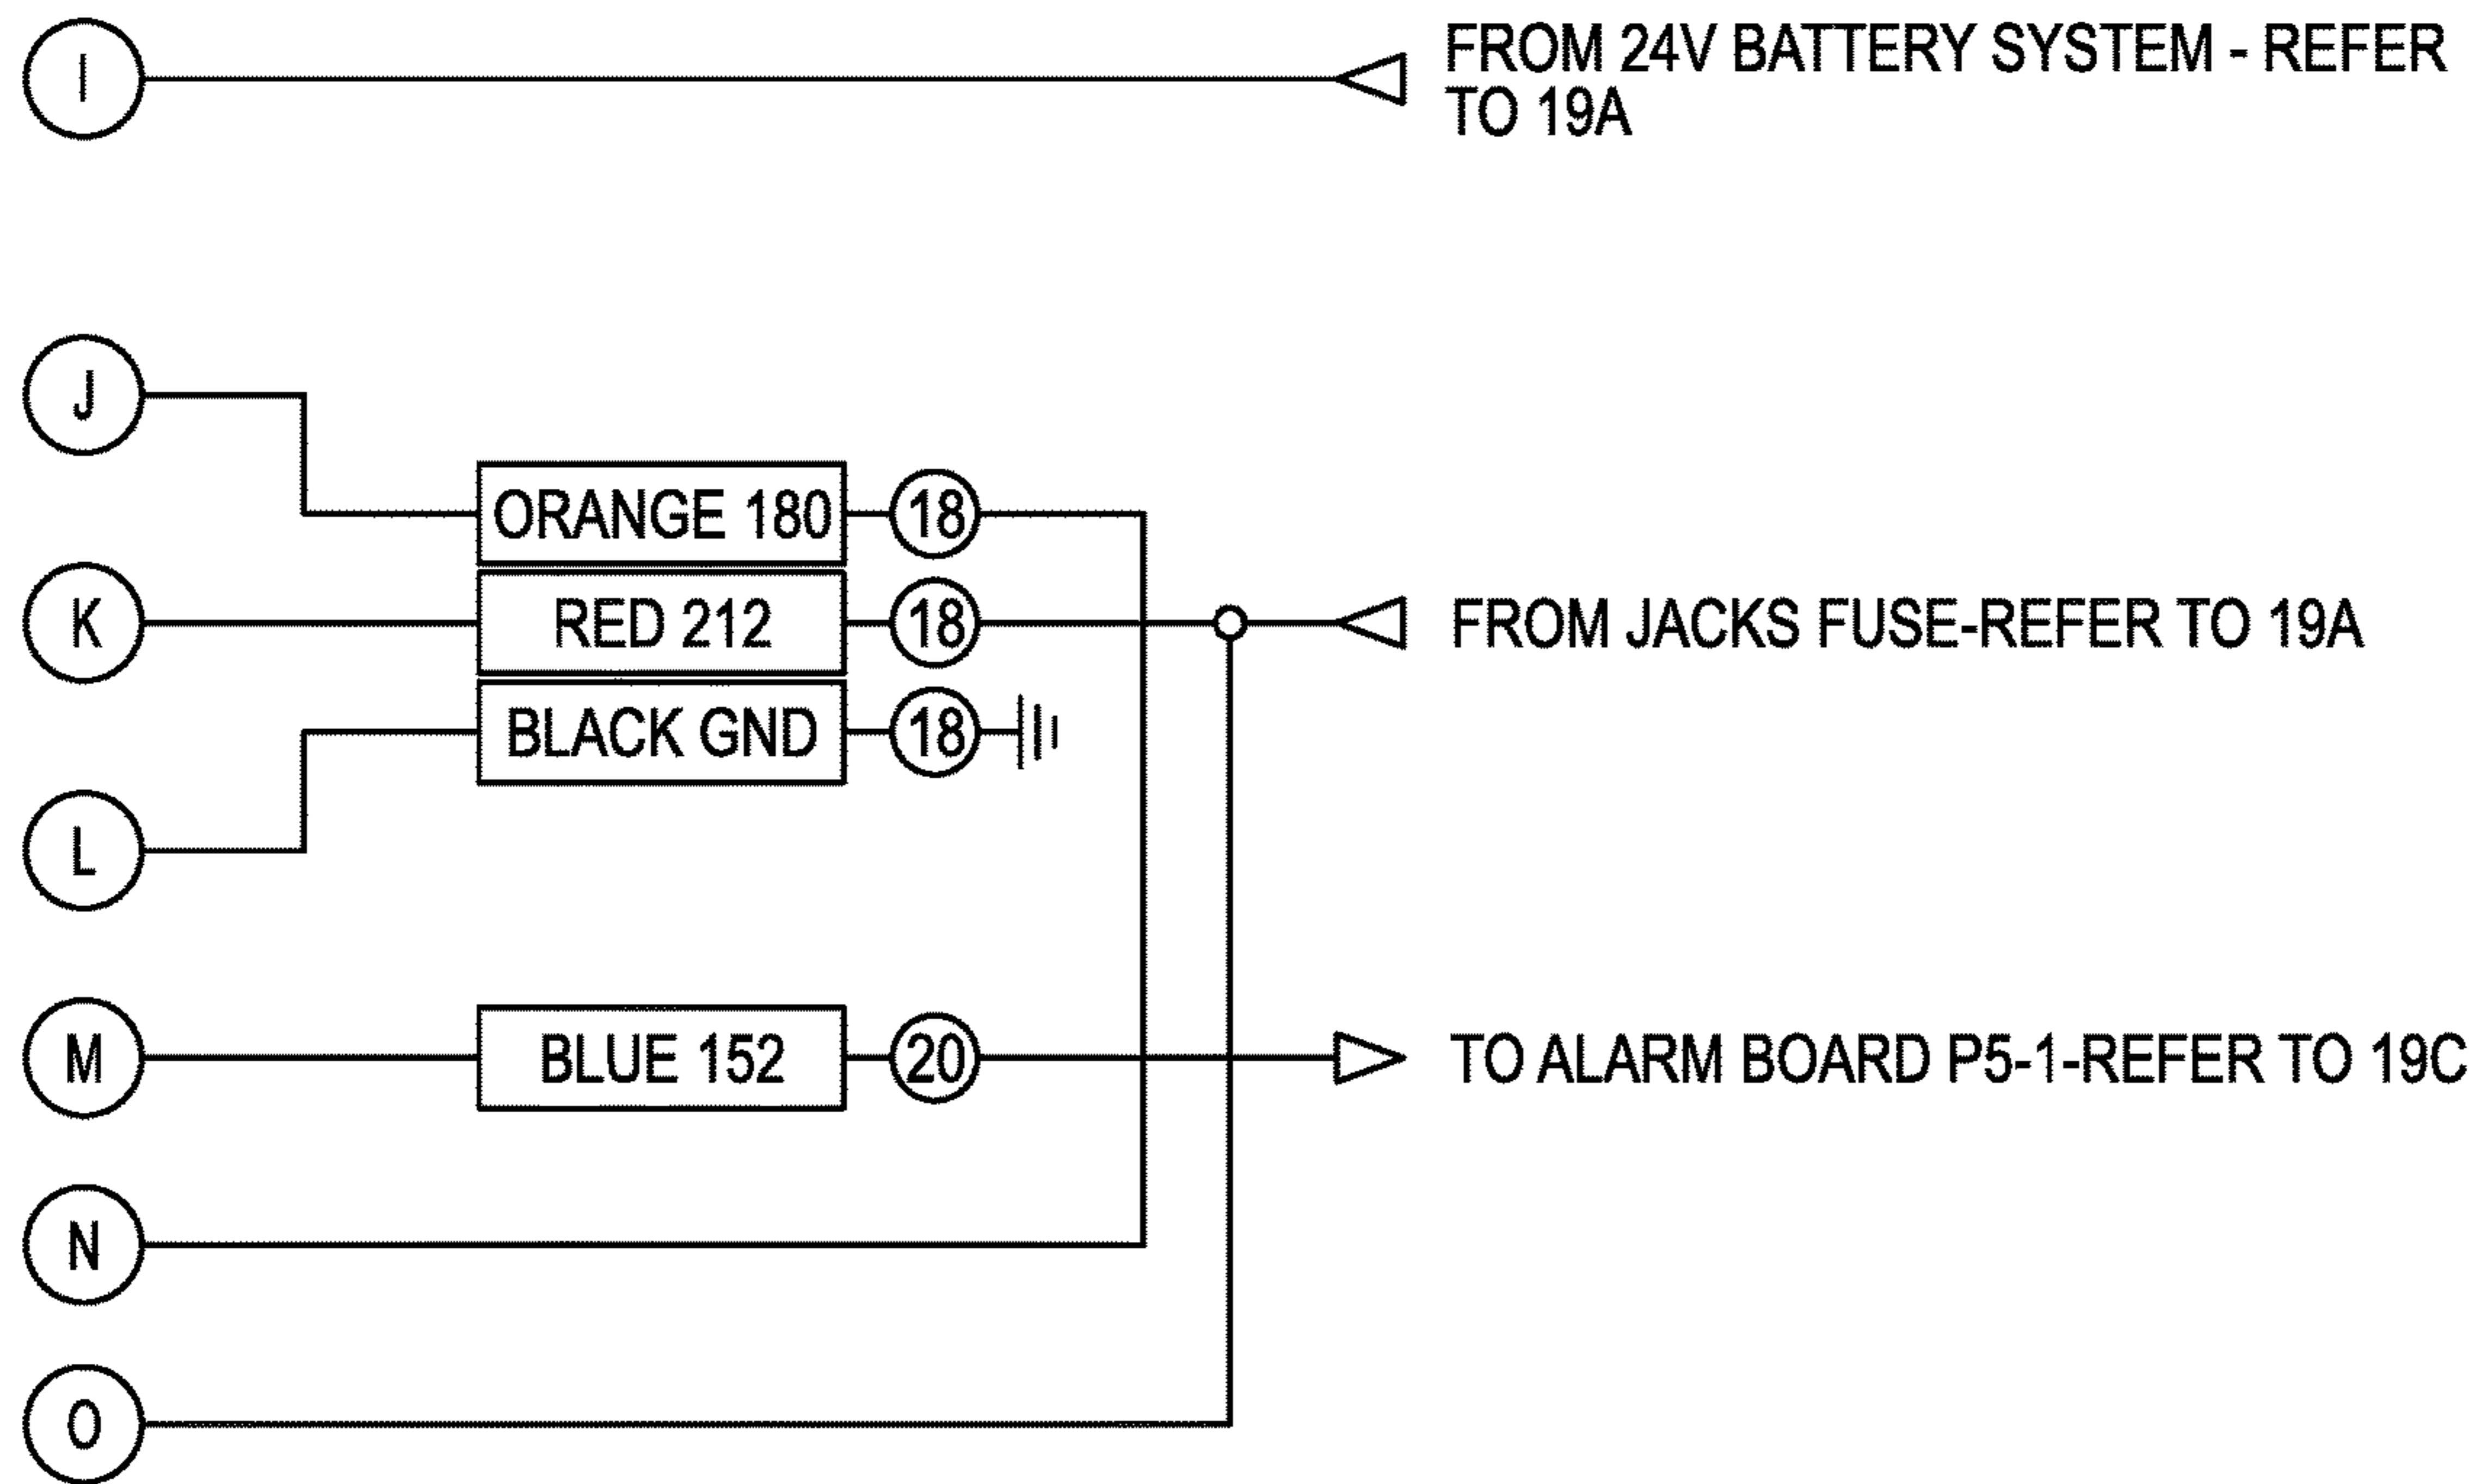 I
FROM 24V BATTERY SYSTEM - REFER
TO 19A
J
ORANGE 180
18
K
RED 212
18
FROM JACKS FUSE-REFER TO 19A
BLACK GND
18
L
M
BLUE 152
20
TO ALARM BOARD P5-1-REFER TO 19C
N
O